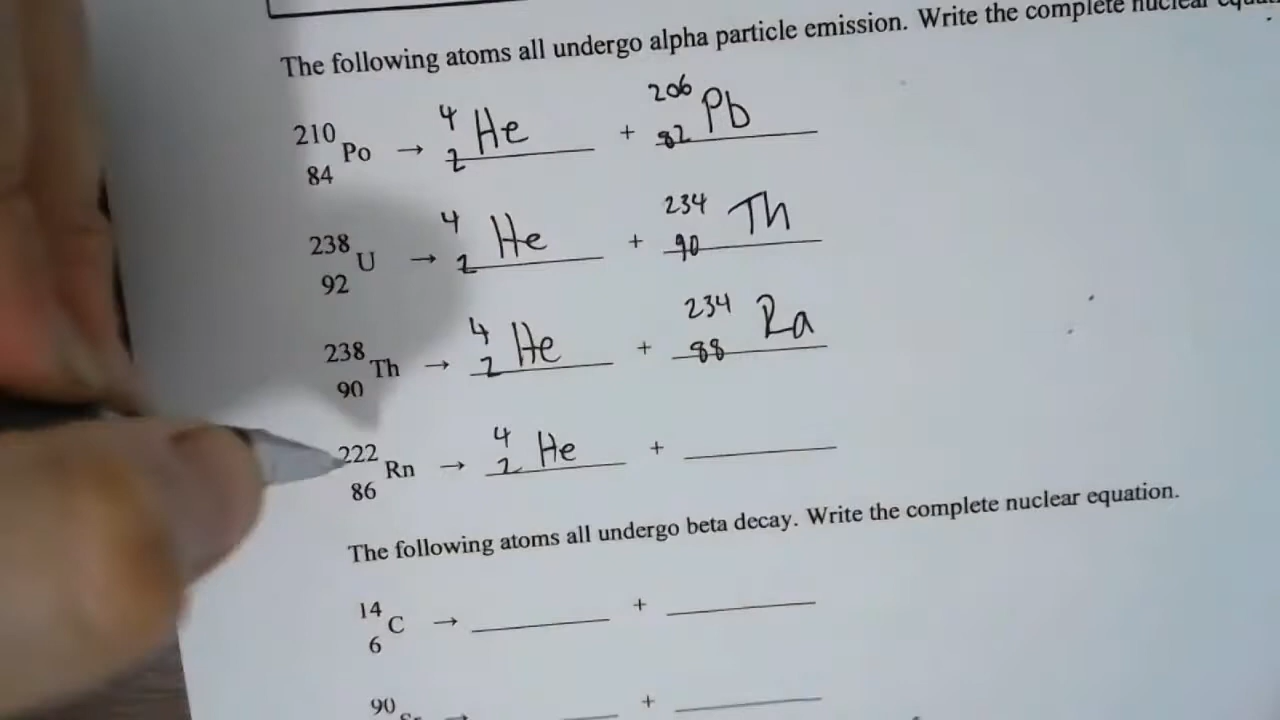 The following atoms all undergo alpha particle emission. Write the complete nuclear
210 84 Po → 4 2 He + 206 82 Pb
238 92 U → 4 2 He + 234 90 Th
238 90 Th → 4 2 He + 234 88 Ra
222 86 Rn → 4 2 He +
The following atoms all undergo beta decay. Write the complete nuclear equation.
14 6 C → +
90 → +